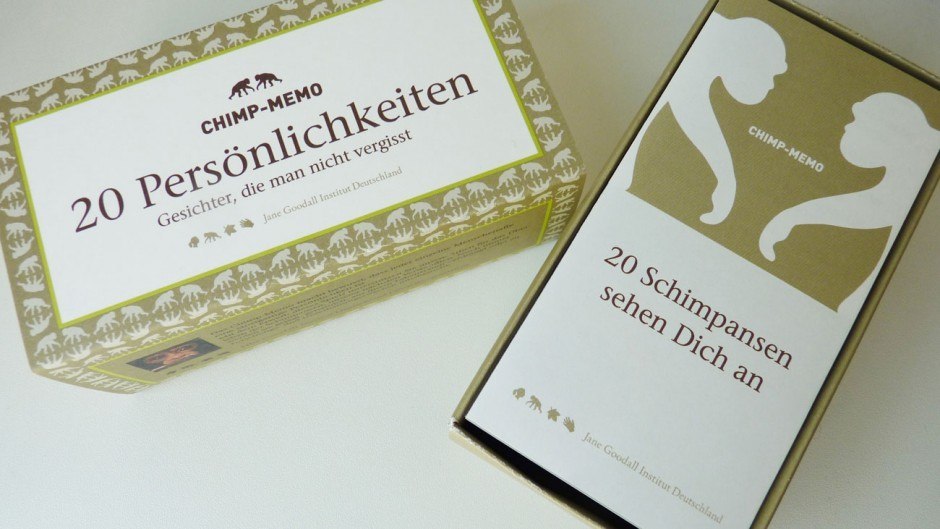 CHIMP-MEMO
20 Persönlichkeiten
Gesichter, die man nicht vergisst
Jane Goodall Institut Deutschland
CHIMP-MEMO
20 Schimpansen
sehen Dich an
Jane Goodall Institut Deutschland